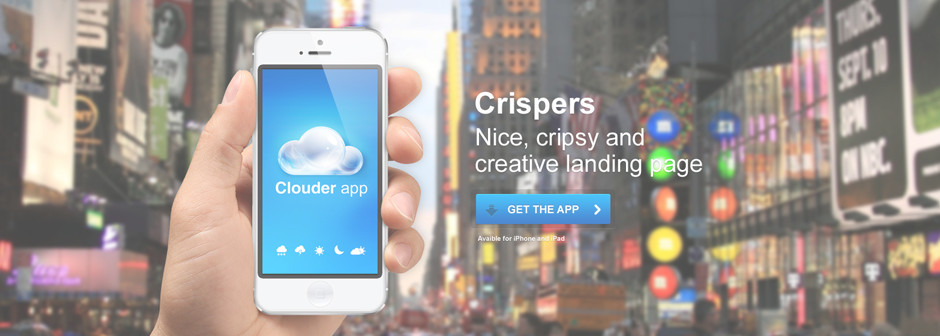 THURS.
SEPT. 10
8PM
ON NBC.
Crispers
Nice, cripsy and
creative landing page
Clouder app
GET THE APP
Avaible for iPhone and iPad